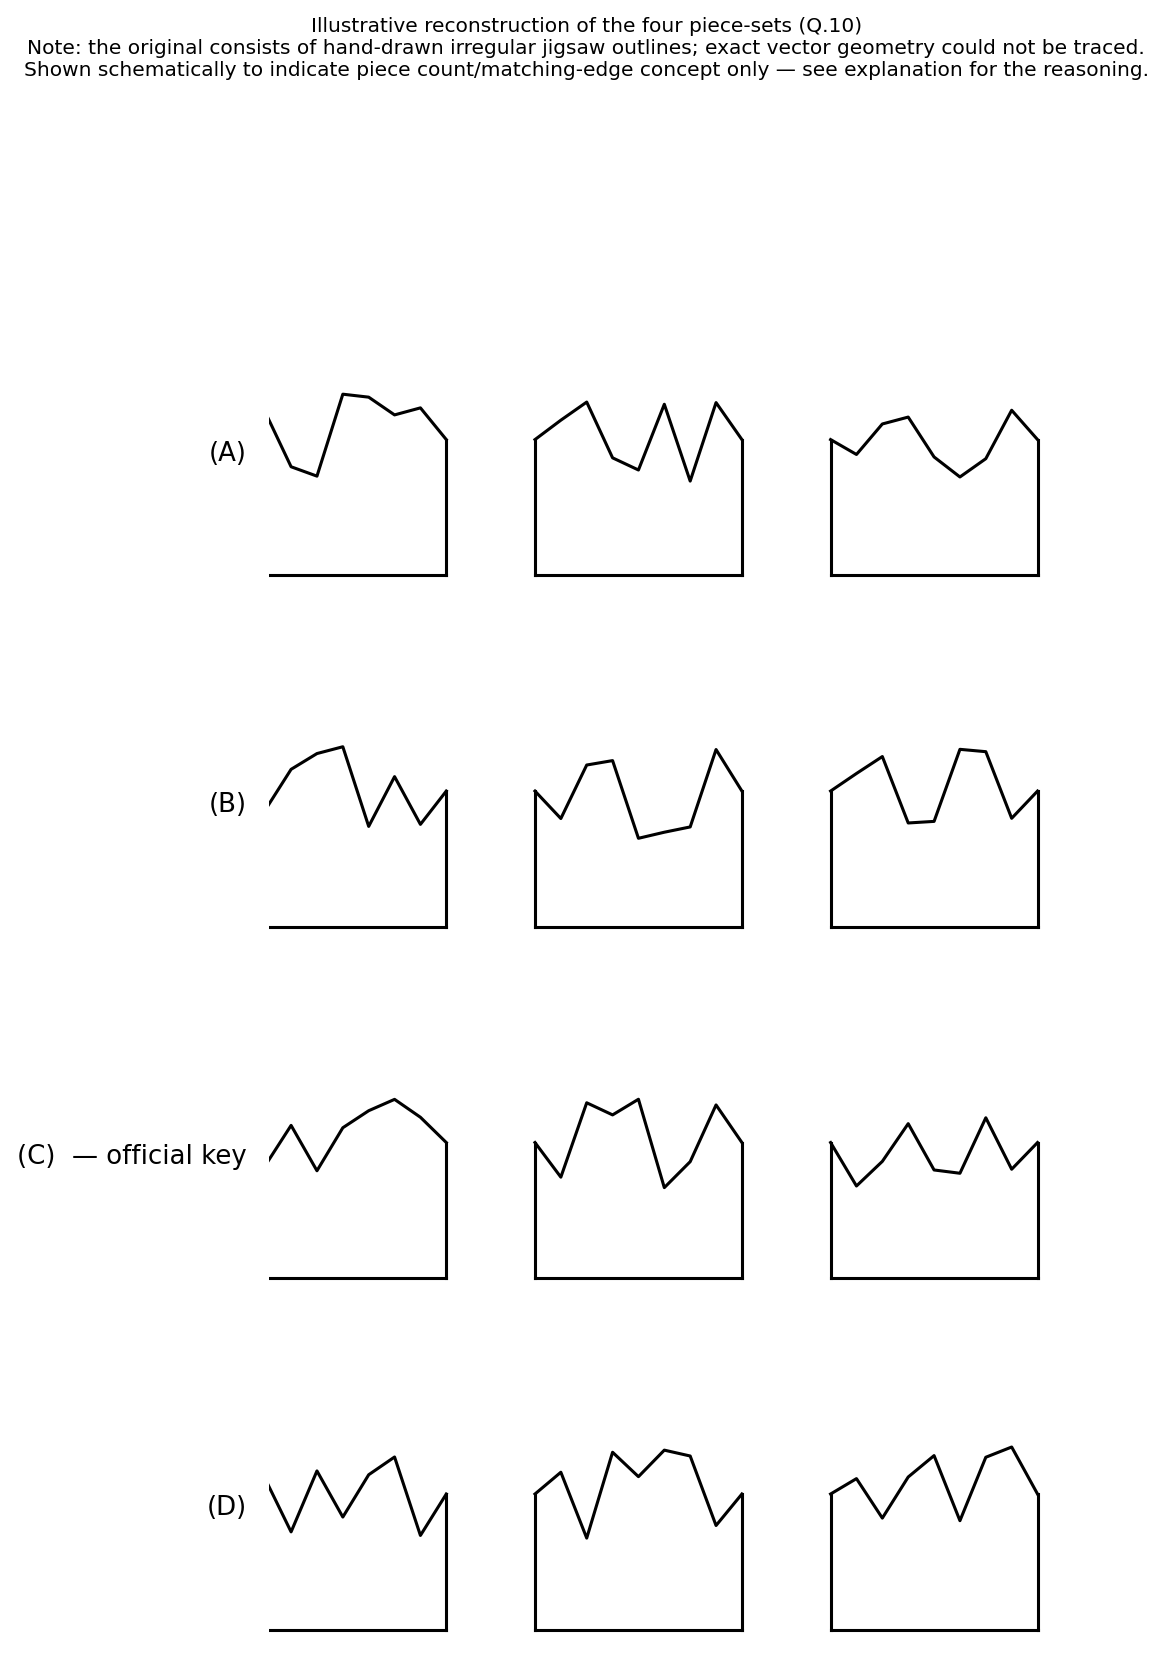 Illustrative reconstruction of the four piece-sets (Q.10)
Note: the original consists of hand-drawn irregular jigsaw outlines; exact vector geometry could not be traced.
Shown schematically to indicate piece count/matching-edge concept only — see explanation for the reasoning.
(A)
(B)
(C) — official key
(D)